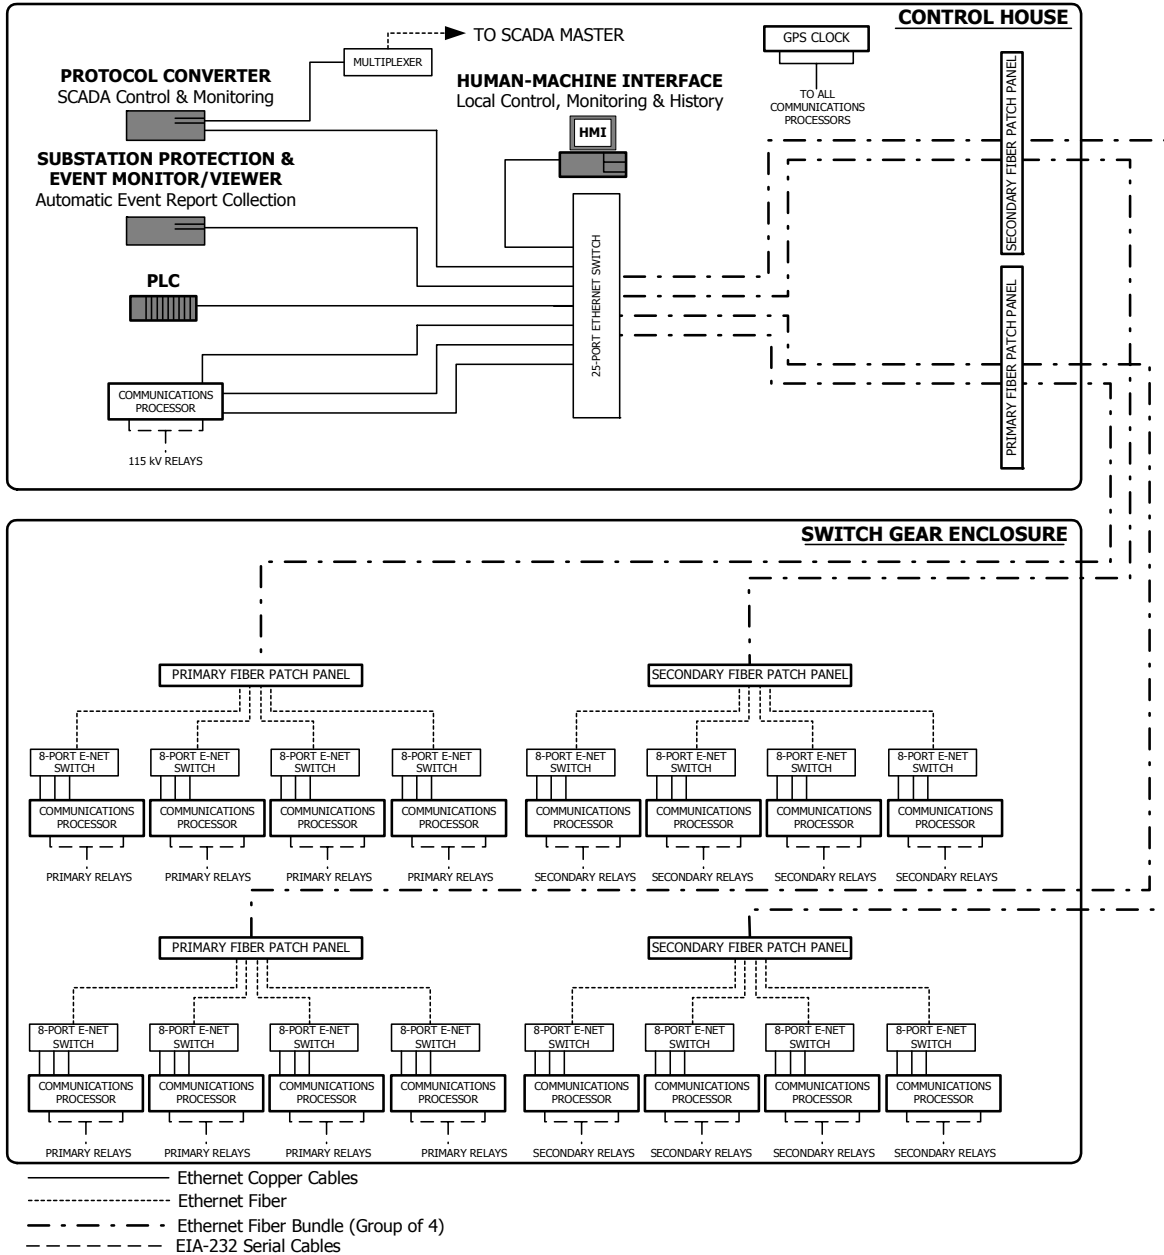 CONTROL HOUSE
TO SCADA MASTER
MULTIPLEXER
GPS CLOCK
TO ALL
COMMUNICATIONS
PROCESSORS
PROTOCOL CONVERTER
SCADA Control & Monitoring
HUMAN-MACHINE INTERFACE
Local Control, Monitoring & History
HMI
SUBSTATION PROTECTION &
EVENT MONITOR/VIEWER
Automatic Event Report Collection
PLC
25-PORT ETHERNET SWITCH
SECONDARY FIBER PATCH PANEL
PRIMARY FIBER PATCH PANEL
COMMUNICATIONS
PROCESSOR
115 kV RELAYS
SWITCH GEAR ENCLOSURE
PRIMARY FIBER PATCH PANEL
SECONDARY FIBER PATCH PANEL
8-PORT E-NET
SWITCH
8-PORT E-NET
SWITCH
8-PORT E-NET
SWITCH
8-PORT E-NET
SWITCH
8-PORT E-NET
SWITCH
8-PORT E-NET
SWITCH
8-PORT E-NET
SWITCH
8-PORT E-NET
SWITCH
COMMUNICATIONS
PROCESSOR
COMMUNICATIONS
PROCESSOR
COMMUNICATIONS
PROCESSOR
COMMUNICATIONS
PROCESSOR
COMMUNICATIONS
PROCESSOR
COMMUNICATIONS
PROCESSOR
COMMUNICATIONS
PROCESSOR
COMMUNICATIONS
PROCESSOR
PRIMARY RELAYS
PRIMARY RELAYS
PRIMARY RELAYS
PRIMARY RELAYS
SECONDARY RELAYS
SECONDARY RELAYS
SECONDARY RELAYS
SECONDARY RELAYS
PRIMARY FIBER PATCH PANEL
SECONDARY FIBER PATCH PANEL
8-PORT E-NET
SWITCH
8-PORT E-NET
SWITCH
8-PORT E-NET
SWITCH
8-PORT E-NET
SWITCH
8-PORT E-NET
SWITCH
8-PORT E-NET
SWITCH
8-PORT E-NET
SWITCH
8-PORT E-NET
SWITCH
COMMUNICATIONS
PROCESSOR
COMMUNICATIONS
PROCESSOR
COMMUNICATIONS
PROCESSOR
COMMUNICATIONS
PROCESSOR
COMMUNICATIONS
PROCESSOR
COMMUNICATIONS
PROCESSOR
COMMUNICATIONS
PROCESSOR
COMMUNICATIONS
PROCESSOR
PRIMARY RELAYS
PRIMARY RELAYS
PRIMARY RELAYS
PRIMARY RELAYS
SECONDARY RELAYS
SECONDARY RELAYS
SECONDARY RELAYS
SECONDARY RELAYS
Ethernet Copper Cables
Ethernet Fiber
Ethernet Fiber Bundle (Group of 4)
EIA-232 Serial Cables